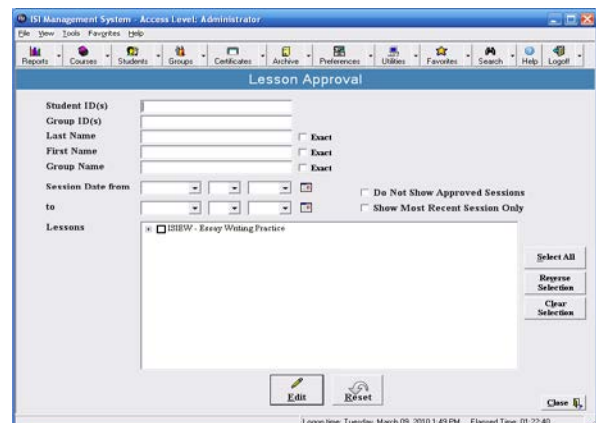 ISI Management System - Access Level: Administrator
File View Tools Favorites Help
Reports Courses Students Groups Certificates Archive Preferences Utilities Favorites Search Help Logoff
Lesson Approval
Student ID(s)
Group ID(s)
Last Name Exact
First Name Exact
Group Name Exact
Session Date from Do Not Show Approved Sessions
to Show Most Recent Session Only
Lessons ISIEW - Essay Writing Practice
Select All
Reverse Selection
Clear Selection
Edit Reset
Close
Logon time: Tuesday, March 09, 2010 1:49 PM Elapsed Time: 01:22:40